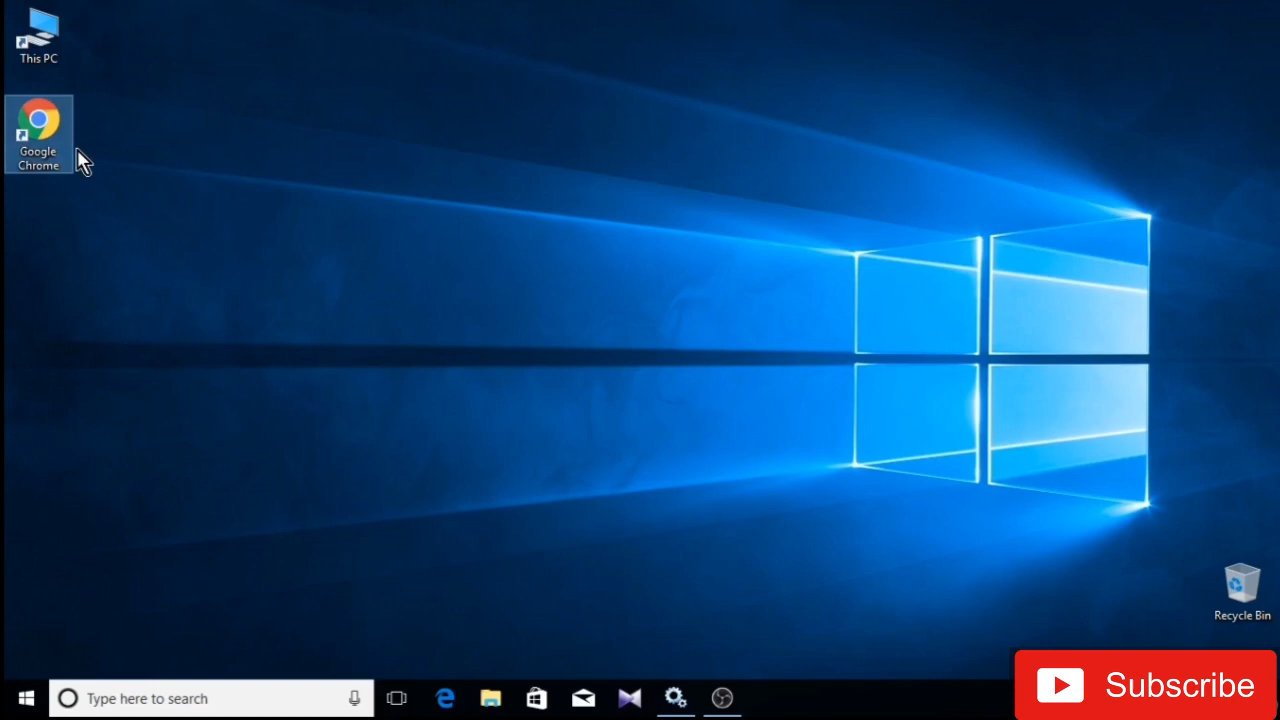 This PC
Google
Chrome
Recycle Bin
Type here to search
Subscribe